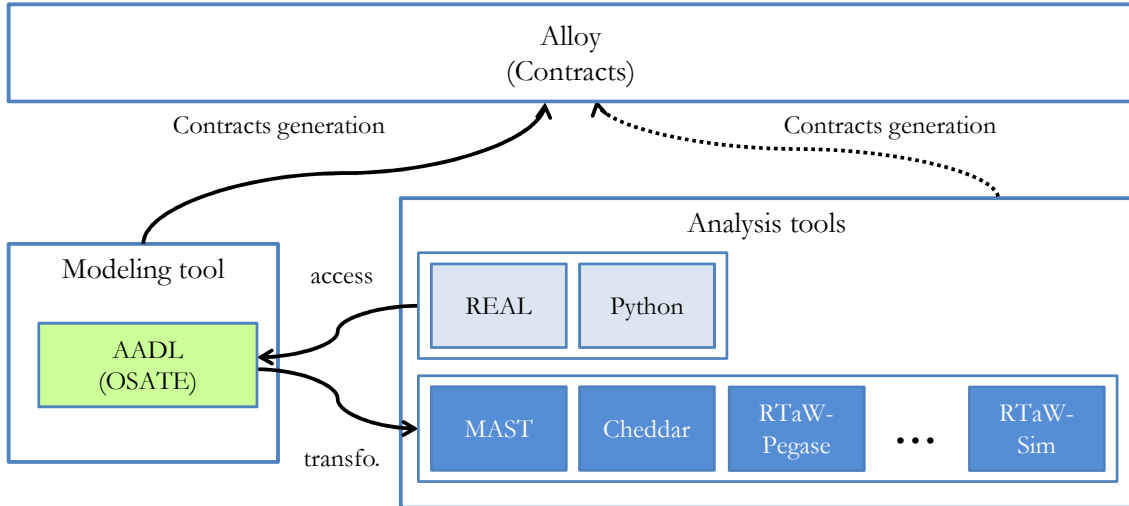 Alloy
(Contracts)
Contracts generation
Contracts generation
Analysis tools
Modeling tool
access
REAL
Python
AADL
(OSATE)
MAST
Cheddar
RTaW-
Pegase
...
RTaW-
Sim
transfo.